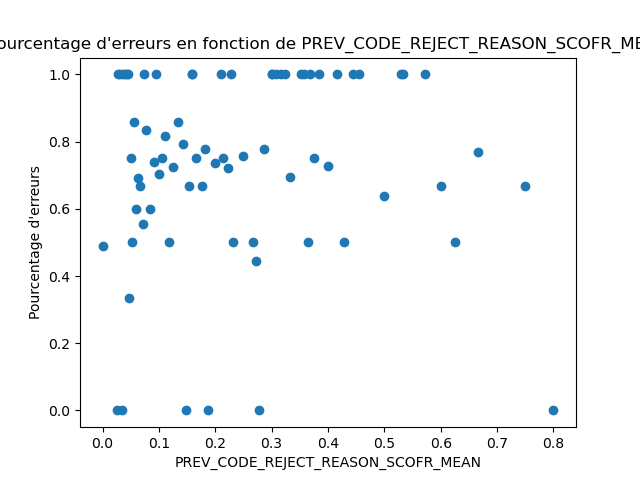 ourcentage d'erreurs en fonction de PREV_CODE_REJECT_REASON_SCOFR_ME
1.0
0.8
0.6
0.4
0.2
0.0
Pourcentage d'erreurs
0.0 0.1 0.2 0.3 0.4 0.5 0.6 0.7 0.8
PREV_CODE_REJECT_REASON_SCOFR_MEAN